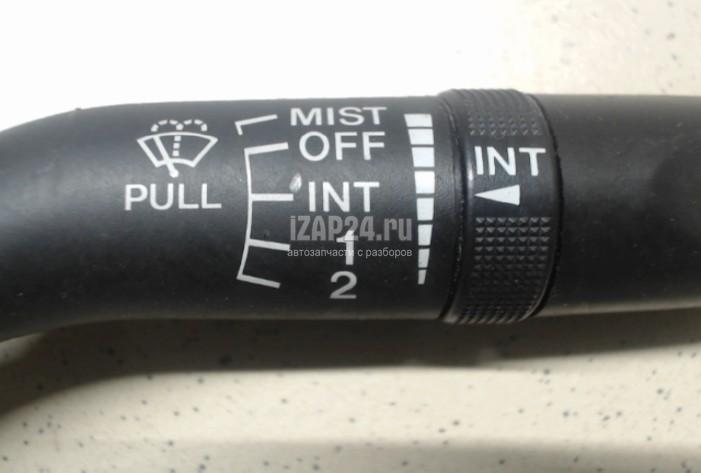 MIST
OFF
PULL
INT
INT
iZAP24.ru
1
автозапчасти с разборов
2